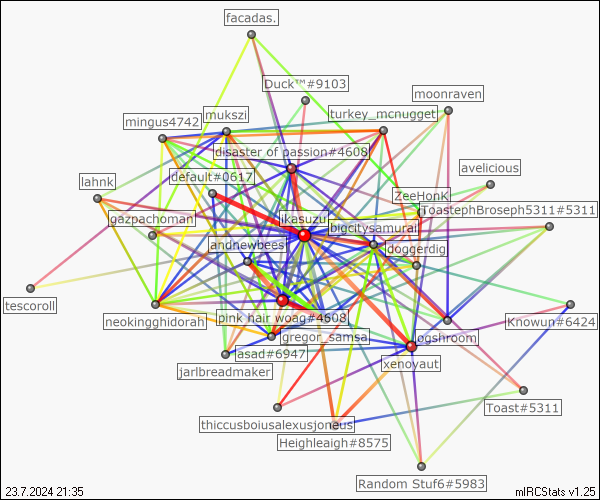 facadas.
Duck™#9103
moonraven
mukszi
turkey_mcnugget
mingus4742
disaster of passion#4608
avelicious
default#0617
lahnk
ZeeHonK
ToastephBroseph5311#5311
gazpachonan
ikasuzu
bigcitysamurai
andnewbees
doggerdig
tescoroll
neokingghidorah
pink hair woag#4608
Knowun#6424
gregor_samsa
ogshroom
asad#6947
xenoyaut
jarlbreadmaker
Toast#5311
thiccusboiusalexusjoneus
Heighleaigh#8575
Random Stuf6#5983
23.7.2024 21:35
mIRCStats v1.25